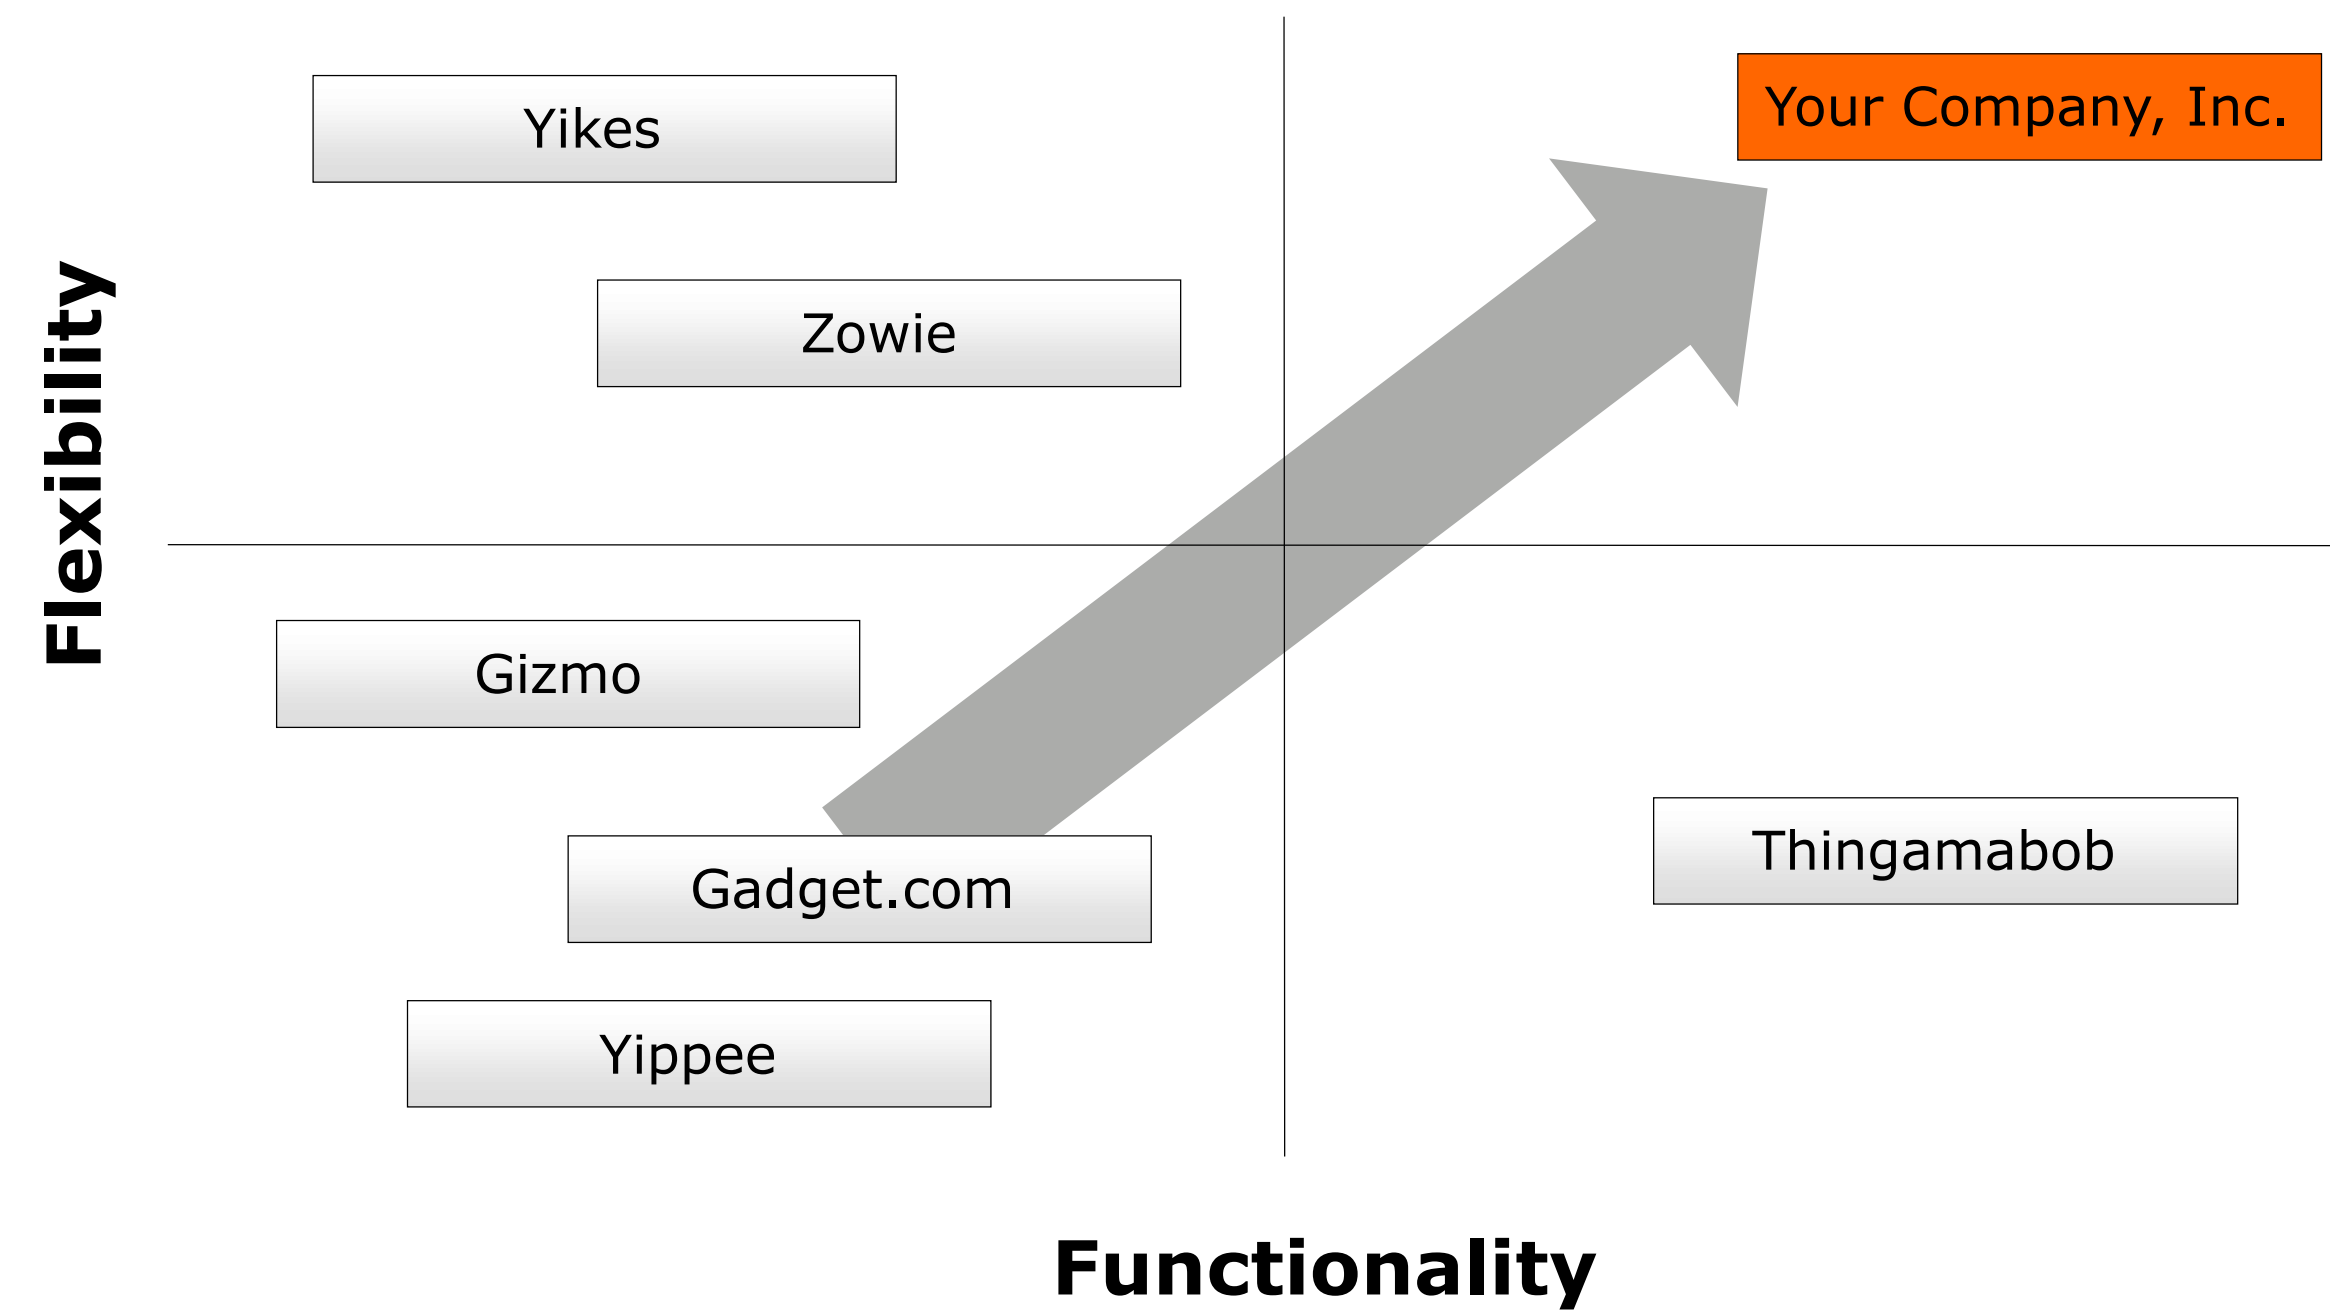 Your Company, Inc.
Yikes
Zowie
Flexibility
Gizmo
Thingamabob
Gadget.com
Yippee
Functionality